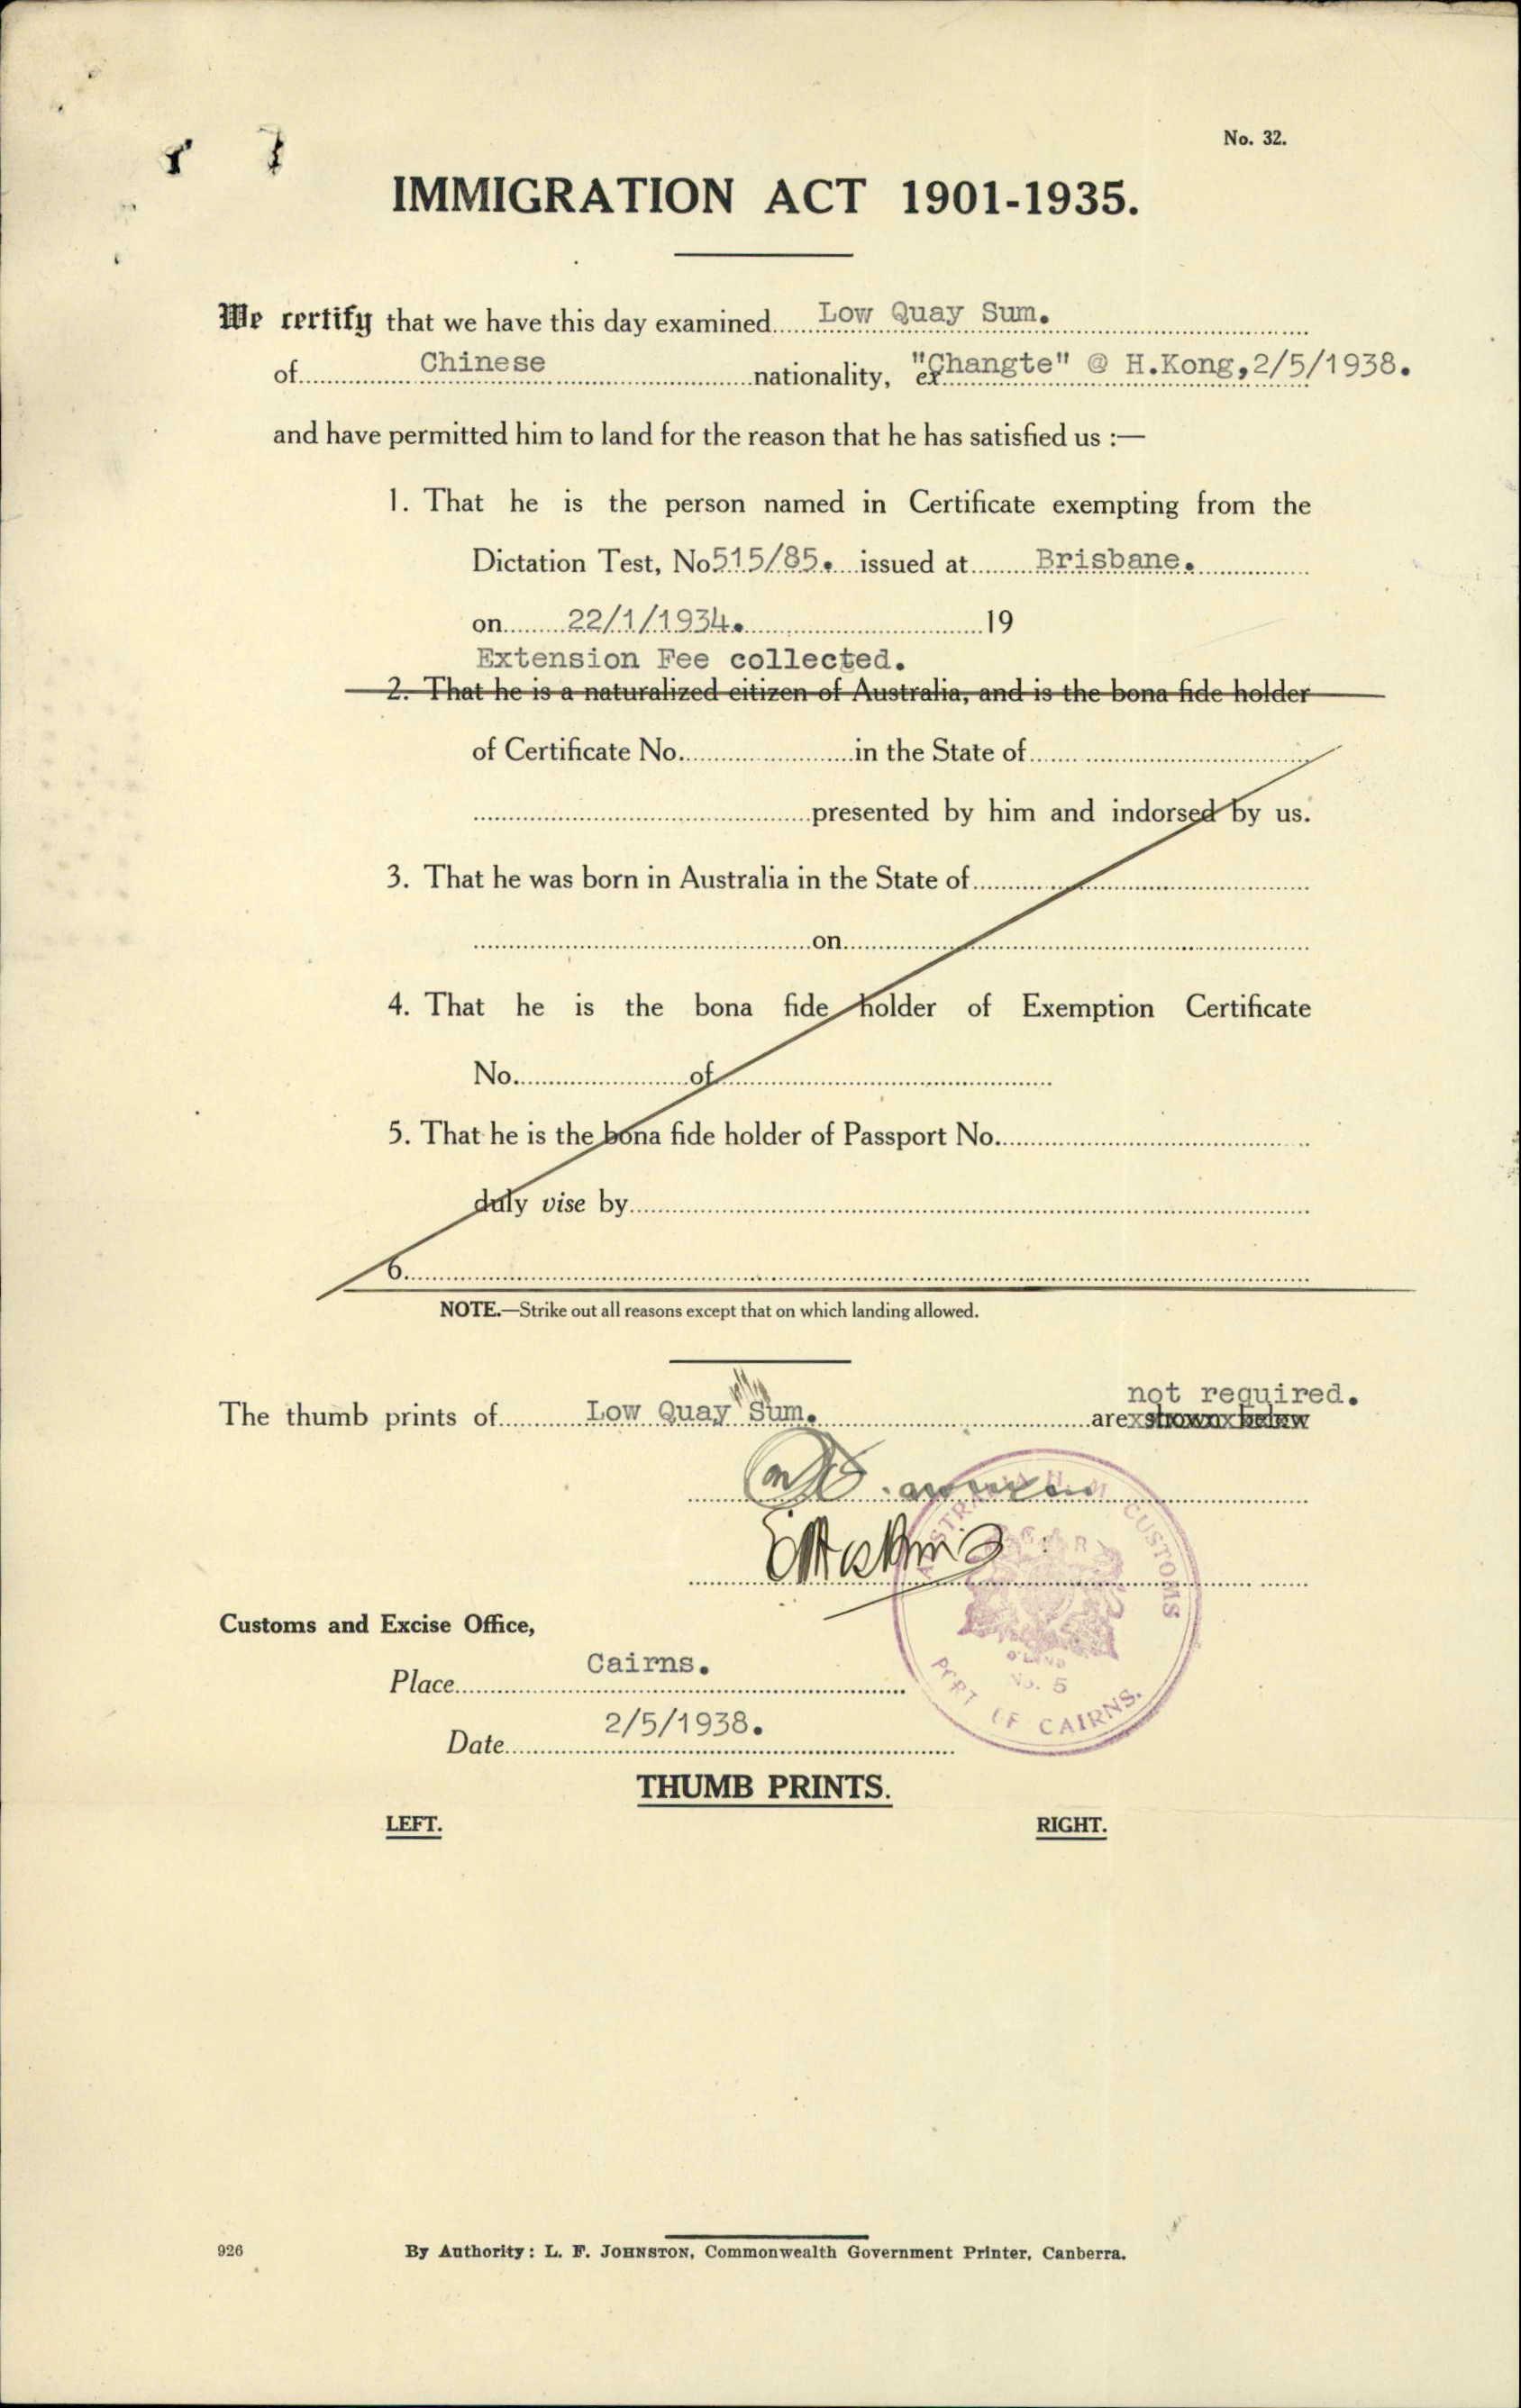 No. 32.
IMMIGRATION ACT 1901-1935.
We certify that we have this day examined Low Quay Sum.
of Chinese nationality, ex "Changte" @ H.Kong, 2/5/1938.
and have permitted him to land for the reason that he has satisfied us :—
1. That he is the person named in Certificate exempting from the
Dictation Test, No 515/85. issued at Brisbane.
on 22/1/1934. 19
Extension Fee collected.
2. That he is a naturalized citizen of Australia, and is the bona fide holder
of Certificate No. in the State of
presented by him and indorsed by us.
3. That he was born in Australia in the State of
on
4. That he is the bona fide holder of Exemption Certificate
No. of
5. That he is the bona fide holder of Passport No.
duly vise by
6.
NOTE.—Strike out all reasons except that on which landing allowed.
not required.
The thumb prints of Low Quay Sum. are shown below
CUSTOMS
No. 5
PORT OF CAIRNS.
Customs and Excise Office,
Place Cairns.
Date 2/5/1938.
THUMB PRINTS.
LEFT. RIGHT.
926 By Authority: L. F. JOHNSTON, Commonwealth Government Printer, Canberra.